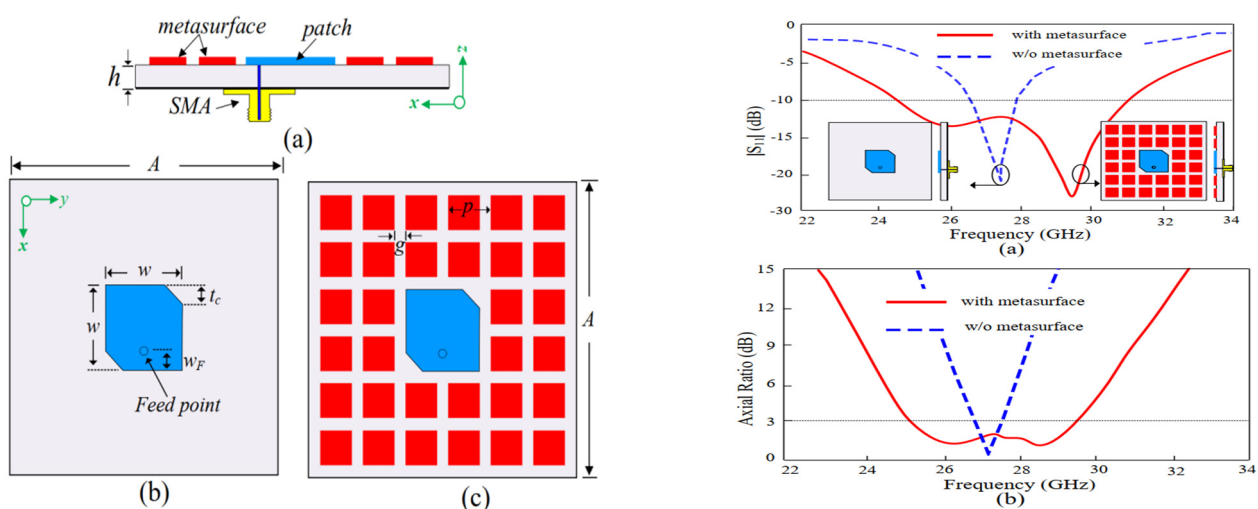 metasurface
patch
h
SMA
x
z
(a)
A
y
x
w
w
t_c
w_F
Feed point
(b)
p
g
A
(c)
0
-5
-10
-15
-20
-30
|S₁₁| (dB)
with metasurface
w/o metasurface
22 24 26 28 30 32 34
Frequency (GHz)
(a)
15
12
9
6
3
0
Axial Ratio (dB)
with metasurface
w/o metasurface
22 24 26 28 30 32 34
Frequency (GHz)
(b)